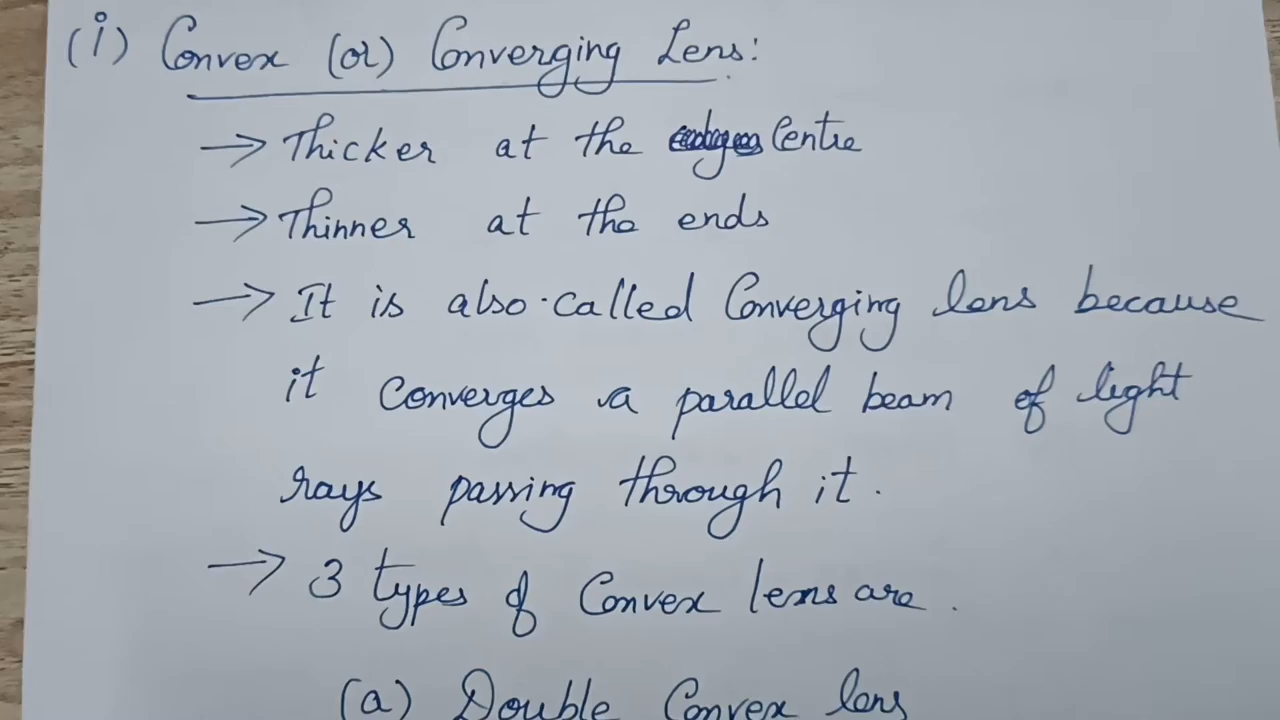 (i) Convex (or) Converging Lens:
→ Thicker at the Centre
→ Thinner at the ends
→ It is also called Converging lens because
it converges a parallel beam of light
rays passing through it.
→ 3 types of Convex lens are.
(a) Double Convex lens